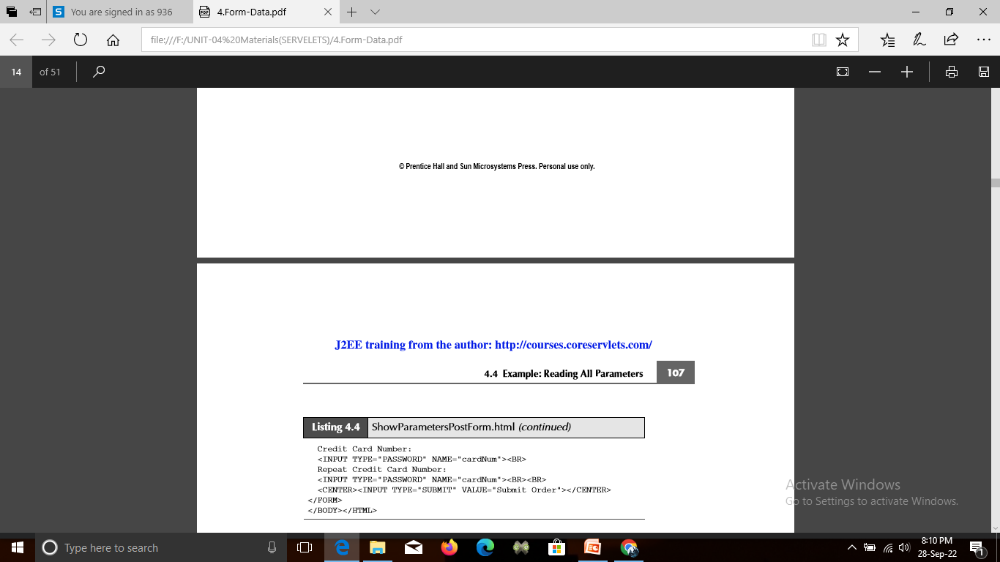 You are signed in as 936
4.Form-Data.pdf
file:///F:/UNIT-04%20Materials(SERVELETS)/4.Form-Data.pdf
14 of 51
© Prentice Hall and Sun Microsystems Press. Personal use only.
J2EE training from the author: http://courses.coreservlets.com/
4.4 Example: Reading All Parameters 107
Listing 4.4 ShowParametersPostForm.html (continued)
Credit Card Number:
<INPUT TYPE="PASSWORD" NAME="cardNum"><BR>
Repeat Credit Card Number:
<INPUT TYPE="PASSWORD" NAME="cardNum"><BR><BR>
<CENTER><INPUT TYPE="SUBMIT" VALUE="Submit Order"></CENTER>
</FORM>
</BODY></HTML>
Activate Windows
Go to Settings to activate Windows.
Type here to search
8:10 PM
28-Sep-22
1